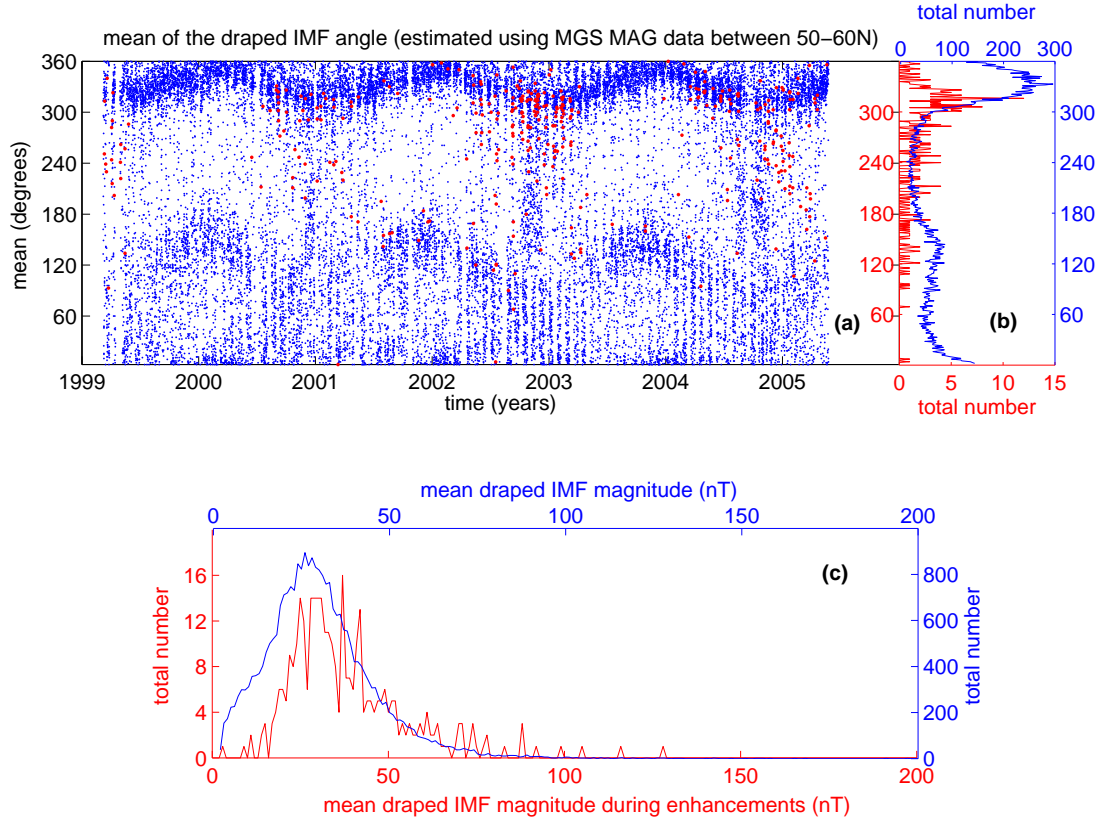 total number
0 100 200 300
mean of the draped IMF angle (estimated using MGS MAG data between 50–60N)
mean (degrees)
360
300
240
180
120
60
1999 2000 2001 2002 2003 2004 2005
time (years)
(a)
300
240
180
120
60
(b)
360
300
240
180
120
60
0 5 10 15
total number
mean draped IMF magnitude (nT)
0 50 100 150 200
total number
16
12
8
4
0
(c)
800
600
400
200
0
total number
0 50 100 150 200
mean draped IMF magnitude during enhancements (nT)